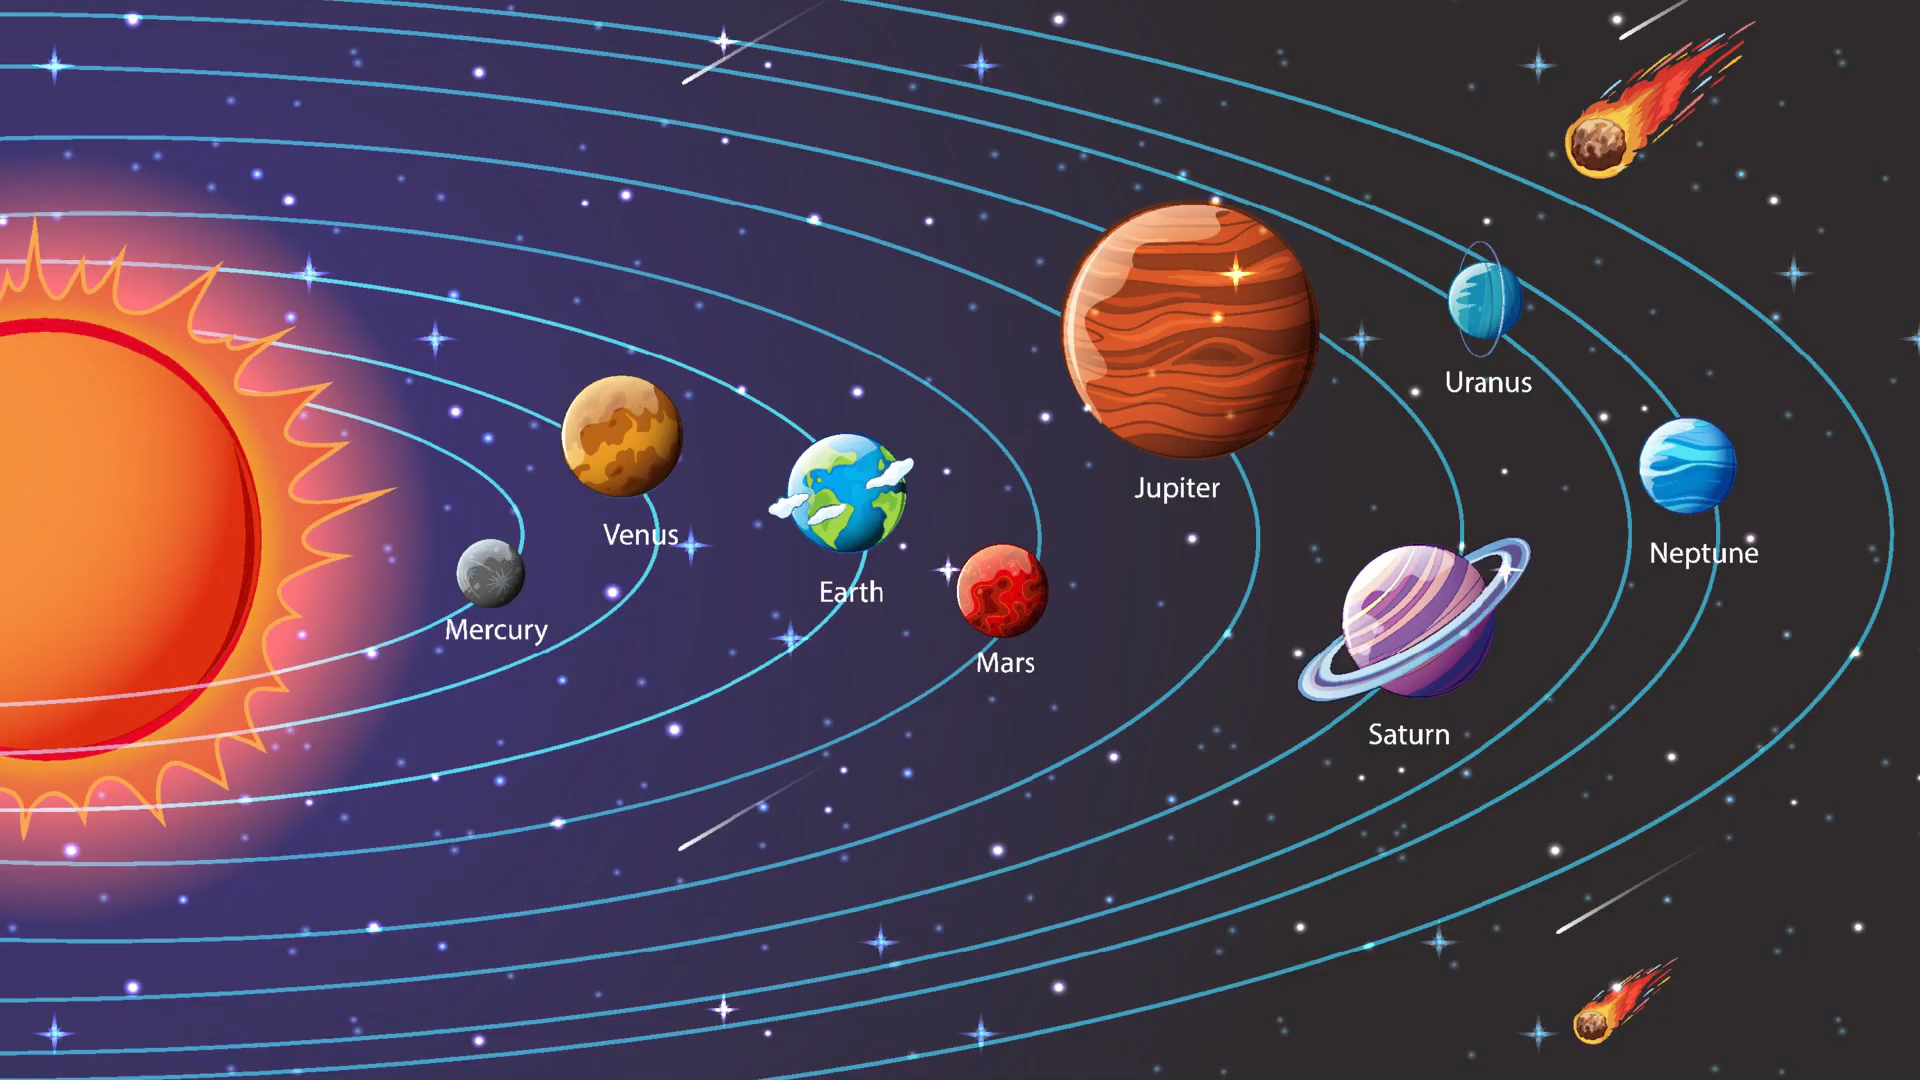 Mercury
Venus
Earth
Mars
Jupiter
Saturn
Uranus
Neptune